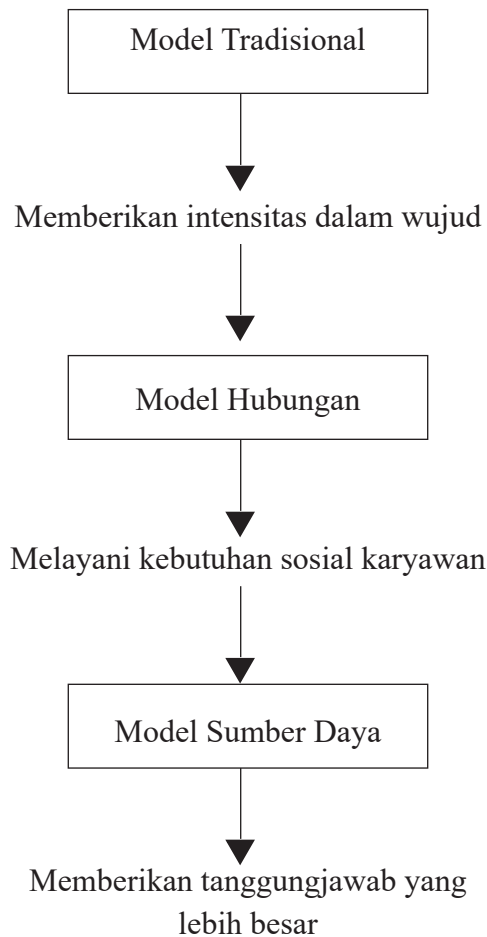 Model Tradisional
Memberikan intensitas dalam wujud
Model Hubungan
Melayani kebutuhan sosial karyawan
Model Sumber Daya
Memberikan tanggungjawab yang
lebih besar